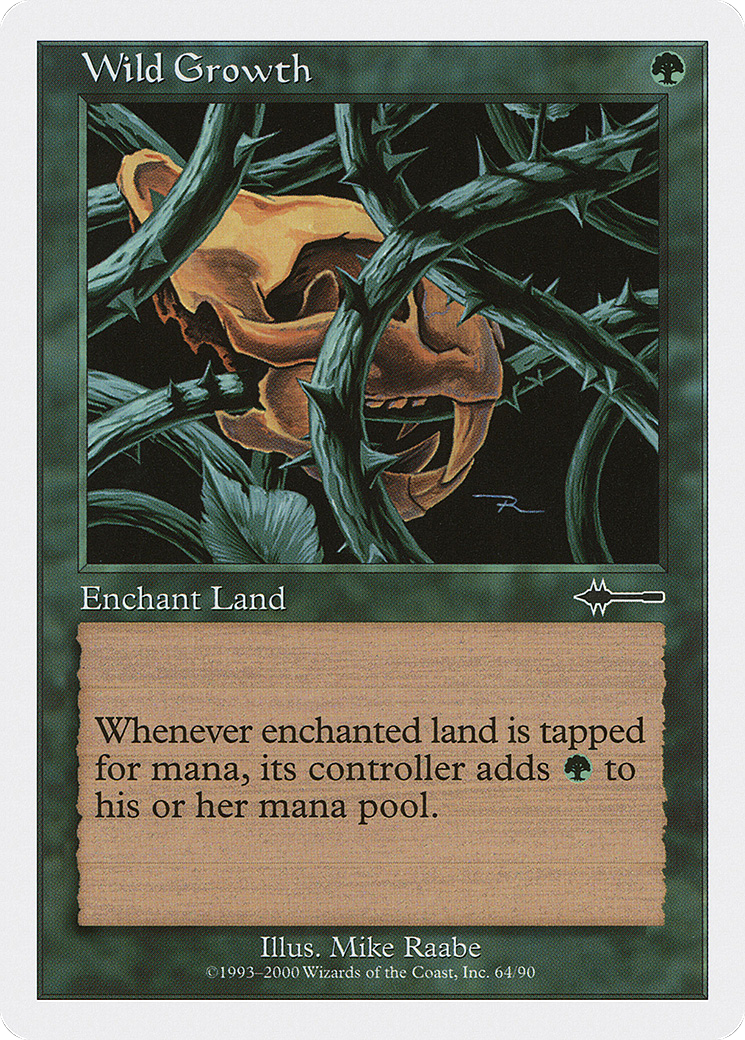 Wild Growth
Enchant Land
Whenever enchanted land is tapped
for mana, its controller adds to
his or her mana pool.
Illus. Mike Raabe
©1993–2000 Wizards of the Coast, Inc. 64/90